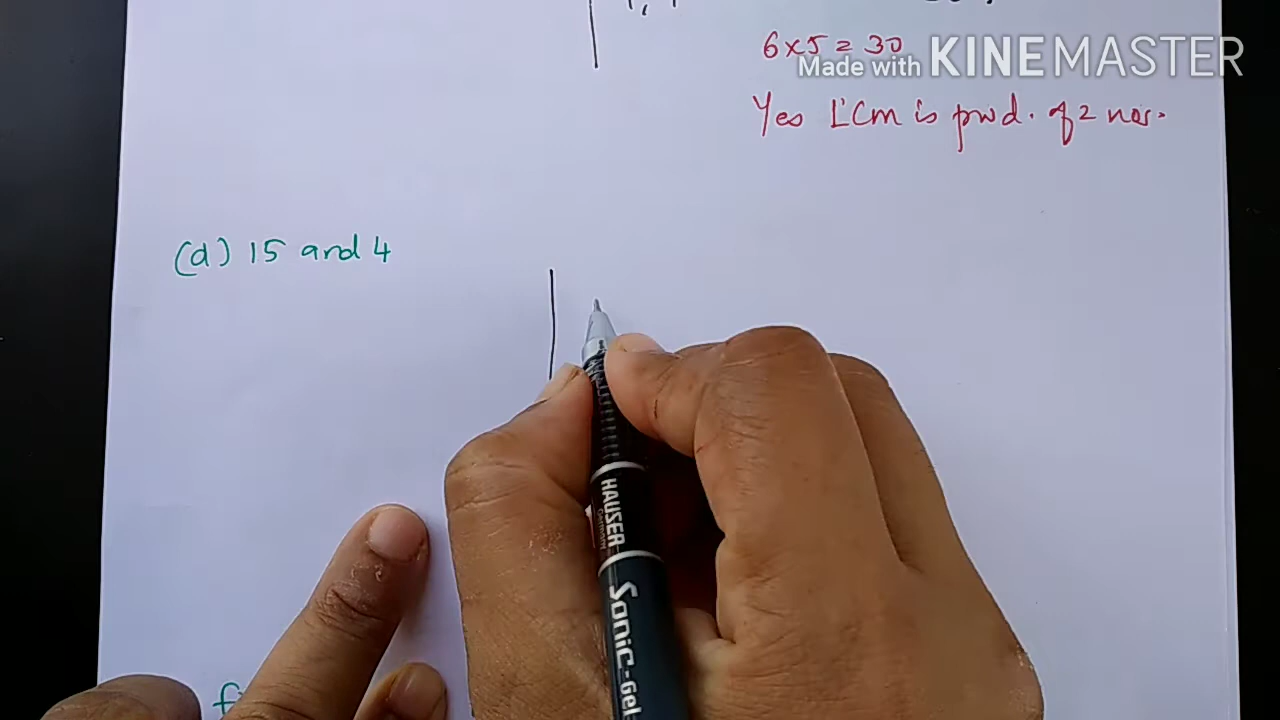 6 x 5 = 30
Made with KINEMASTER
Yes LCM is prod. of 2 nos.
(d) 15 and 4
HAUSER
Germany
Sonic-Gel